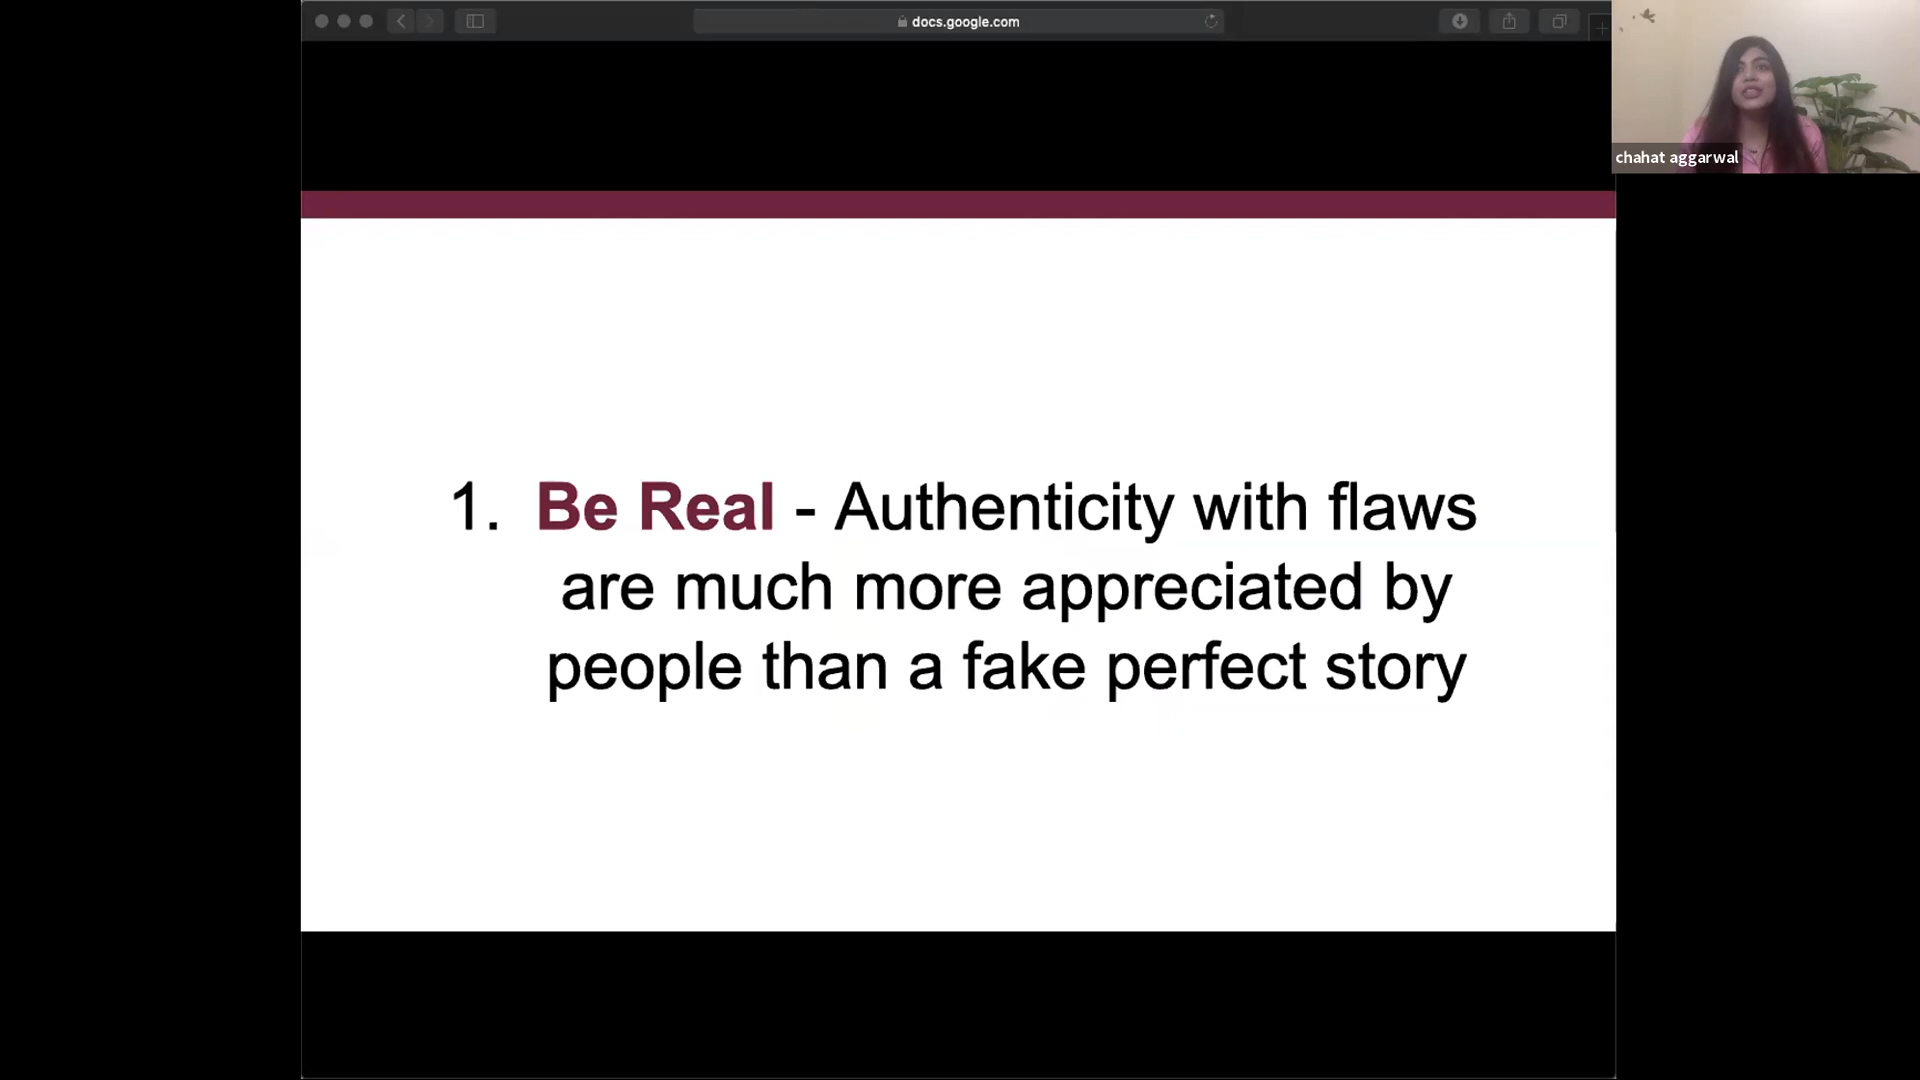 docs.google.com
chahat aggarwal
1. Be Real - Authenticity with flaws
are much more appreciated by
people than a fake perfect story